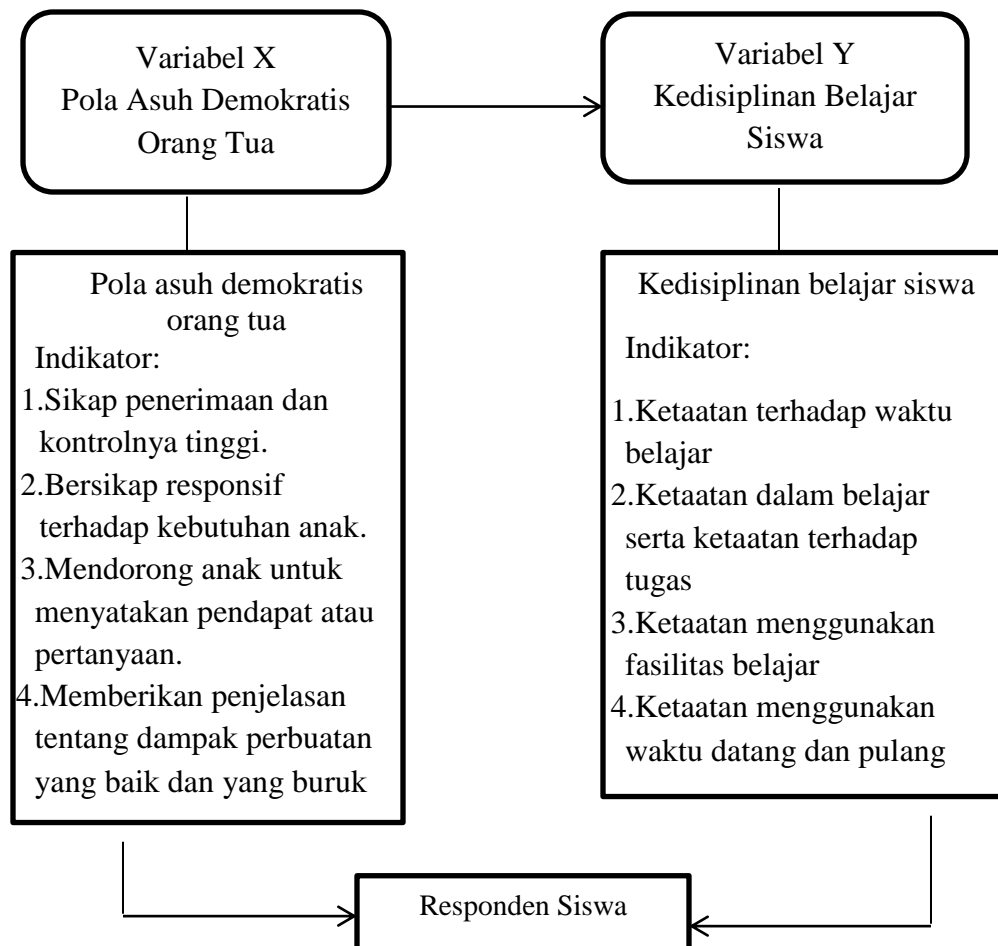 Variabel X
Pola Asuh Demokratis
Orang Tua
Variabel Y
Kedisiplinan Belajar
Siswa
Pola asuh demokratis
orang tua
Indikator:
1.Sikap penerimaan dan
kontrolnya tinggi.
2.Bersikap responsif
terhadap kebutuhan anak.
3.Mendorong anak untuk
menyatakan pendapat atau
pertanyaan.
4.Memberikan penjelasan
tentang dampak perbuatan
yang baik dan yang buruk
Kedisiplinan belajar siswa
Indikator:
1.Ketaatan terhadap waktu
belajar
2.Ketaatan dalam belajar
serta ketaatan terhadap
tugas
3.Ketaatan menggunakan
fasilitas belajar
4.Ketaatan menggunakan
waktu datang dan pulang
Responden Siswa